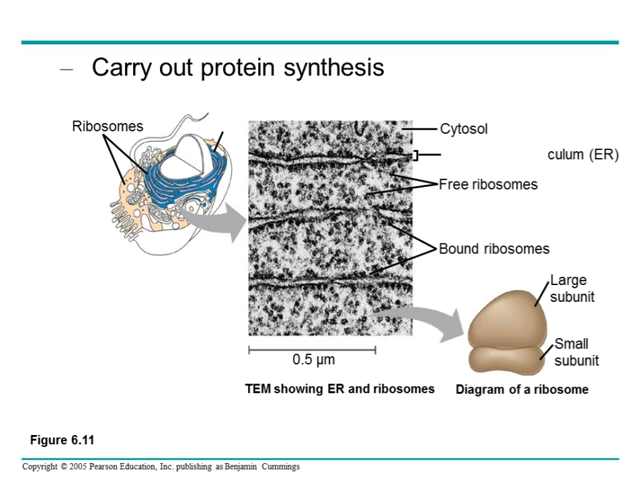 – Carry out protein synthesis
Ribosomes
Cytosol
culum (ER)
Free ribosomes
Bound ribosomes
Large
subunit
Small
subunit
0.5 µm
TEM showing ER and ribosomes
Diagram of a ribosome
Figure 6.11
Copyright © 2005 Pearson Education, Inc. publishing as Benjamin Cummings